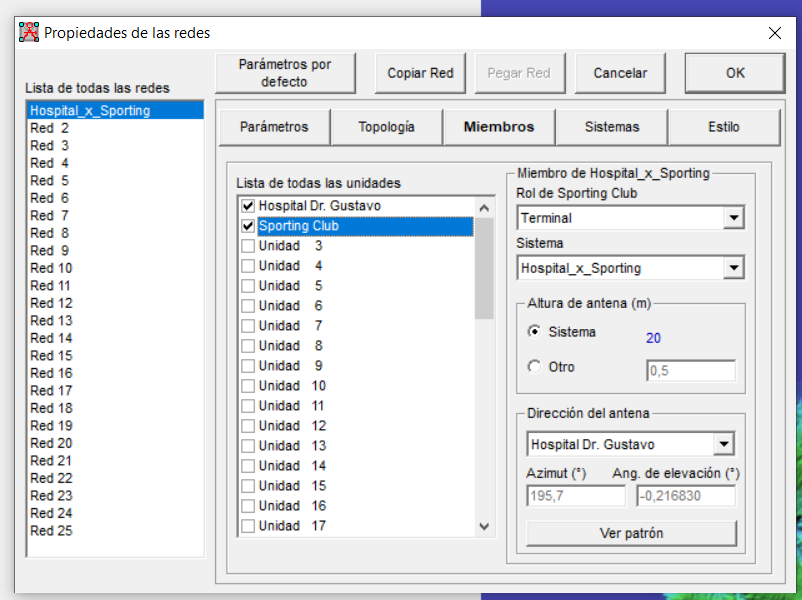 Propiedades de las redes
Parámetros por
defecto
Copiar Red
Pegar Red
Cancelar
OK
Lista de todas las redes
Hospital_x_Sporting
Red 2
Red 3
Red 4
Red 5
Red 6
Red 7
Red 8
Red 9
Red 10
Red 11
Red 12
Red 13
Red 14
Red 15
Red 16
Red 17
Red 18
Red 19
Red 20
Red 21
Red 22
Red 23
Red 24
Red 25
Parámetros
Topología
Miembros
Sistemas
Estilo
Lista de todas las unidades
Hospital Dr. Gustavo
Sporting Club
Unidad 3
Unidad 4
Unidad 5
Unidad 6
Unidad 7
Unidad 8
Unidad 9
Unidad 10
Unidad 11
Unidad 12
Unidad 13
Unidad 14
Unidad 15
Unidad 16
Unidad 17
Miembro de Hospital_x_Sporting
Rol de Sporting Club
Terminal
Sistema
Hospital_x_Sporting
Altura de antena (m)
Sistema
20
Otro
0,5
Dirección del antena
Hospital Dr. Gustavo
Azimut (°) Ang. de elevación (°)
195,7 -0,216830
Ver patrón